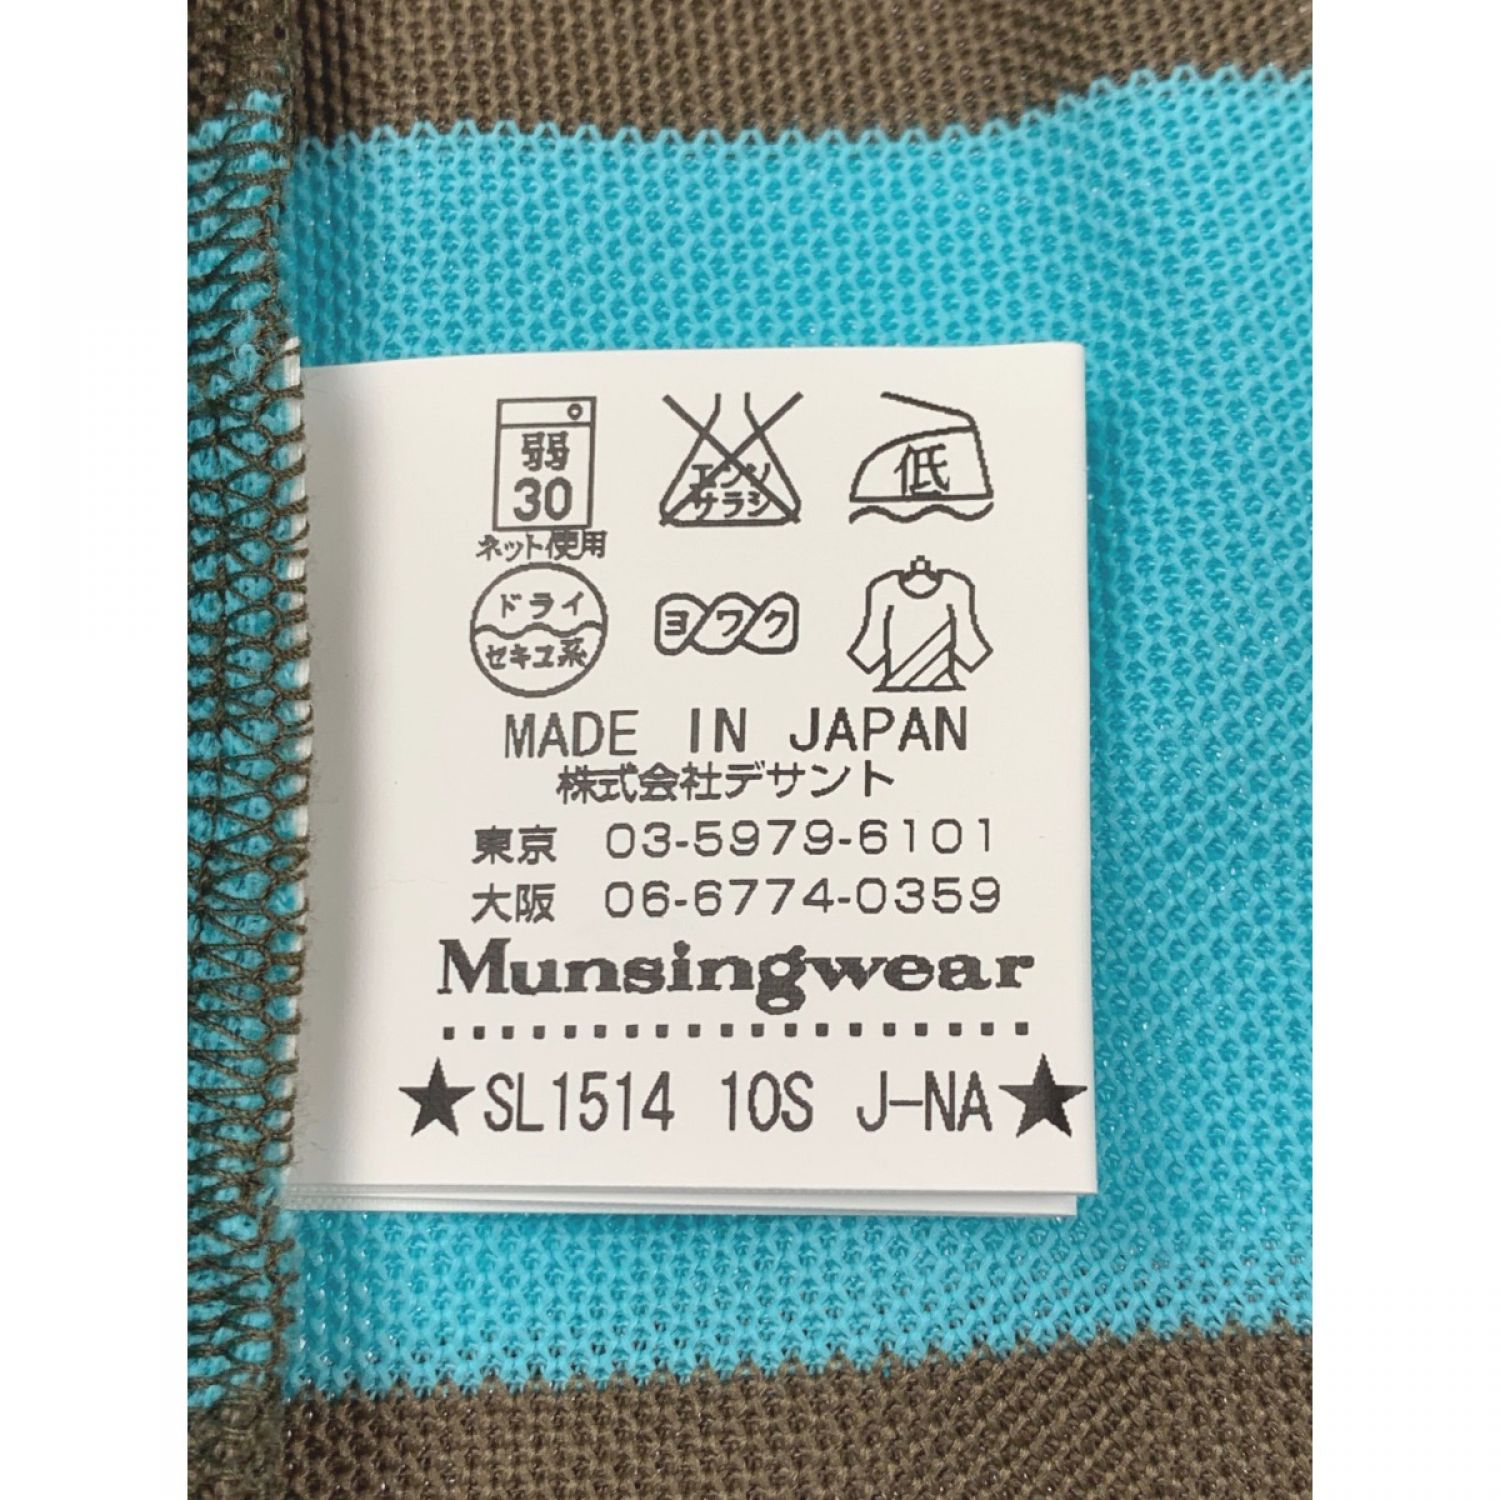 弱
30
ネット使用
エンソ
サラシ
低
ドライ
セキユ系
ヨワク
MADE IN JAPAN
株式会社デサント
東京 03-5979-6101
大阪 06-6774-0359
Munsingwear
★SL1514 10S J-NA★